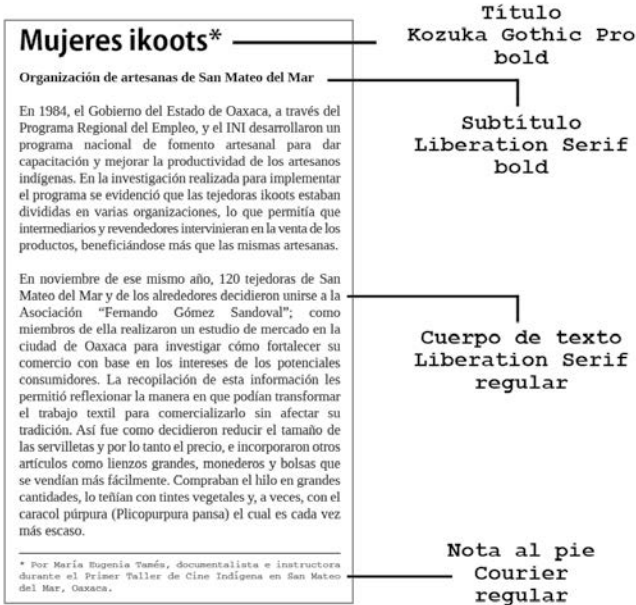 Mujeres ikoots*
Organización de artesanas de San Mateo del Mar
En 1984, el Gobierno del Estado de Oaxaca, a través del
Programa Regional del Empleo, y el INI desarrollaron un
programa nacional de fomento artesanal para dar
capacitación y mejorar la productividad de los artesanos
indígenas. En la investigación realizada para implementar
el programa se evidenció que las tejedoras ikoots estaban
divididas en varias organizaciones, lo que permitía que
intermediarios y revendedores intervinieran en la venta de los
productos, beneficiándose más que las mismas artesanas.
En noviembre de ese mismo año, 120 tejedoras de San
Mateo del Mar y de los alrededores decidieron unirse a la
Asociación “Fernando Gómez Sandoval”; como
miembros de ella realizaron un estudio de mercado en la
ciudad de Oaxaca para investigar cómo fortalecer su
comercio con base en los intereses de los potenciales
consumidores. La recopilación de esta información les
permitió reflexionar la manera en que podían transformar
el trabajo textil para comercializarlo sin afectar su
tradición. Así fue como decidieron reducir el tamaño de
las servilletas y por lo tanto el precio, e incorporaron otros
artículos como lienzos grandes, monederos y bolsas que
se vendían más fácilmente. Compraban el hilo en grandes
cantidades, lo teñían con tintes vegetales y, a veces, con el
caracol púrpura (Plicopurpura pansa) el cual es cada vez
más escaso.
* Por María Eugenia Tamés, documentalista e instructora
durante el Primer Taller de Cine Indígena en San Mateo
del Mar, Oaxaca.
Título
Kozuka Gothic Pro
bold
Subtítulo
Liberation Serif
bold
Cuerpo de texto
Liberation Serif
regular
Nota al pie
Courier
regular